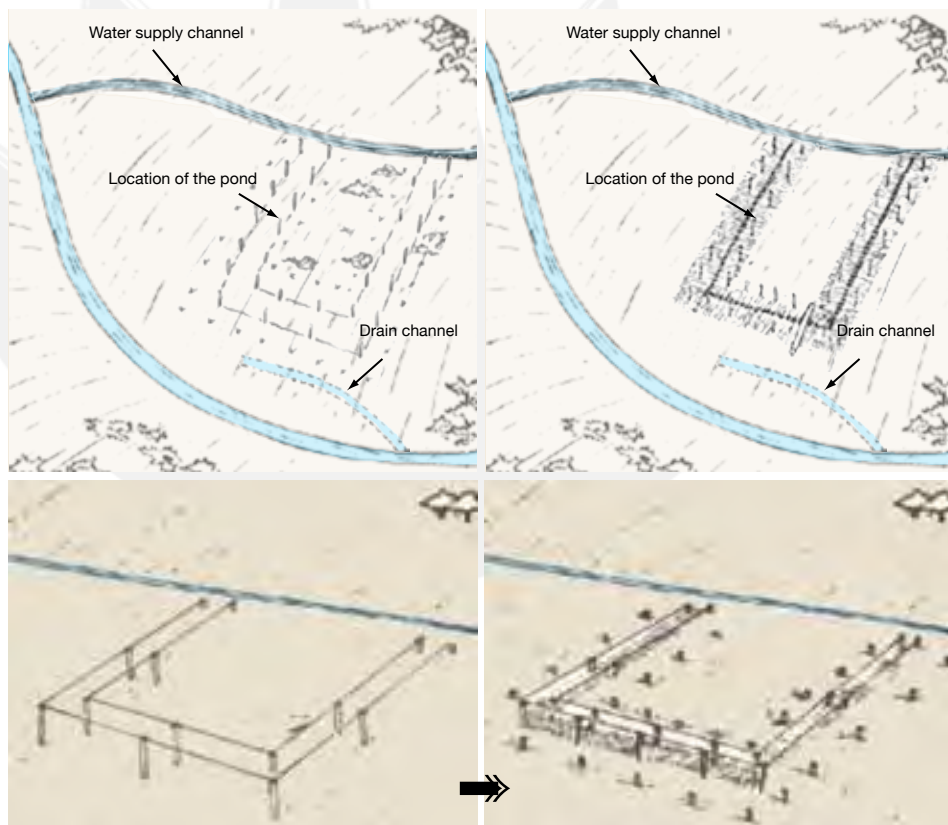 Water supply channel
Location of the pond
Drain channel
Water supply channel
Location of the pond
Drain channel